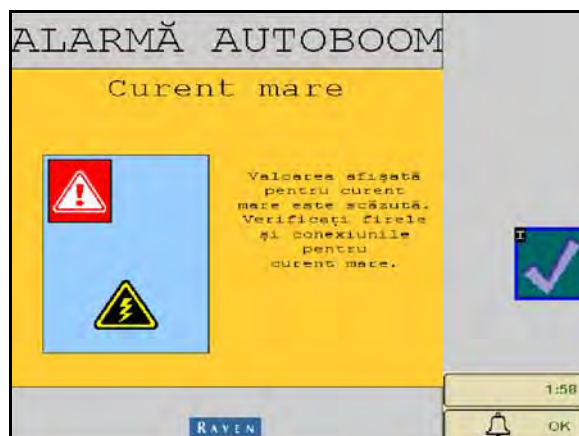 ALARMĂ AUTOBOOM
Curent mare
Valoarea afişată
pentru curent
mare este scăzută.
Verificaţi firele
şi conexiunile
pentru
curent mare.
I
1:58
RAVEN
OK